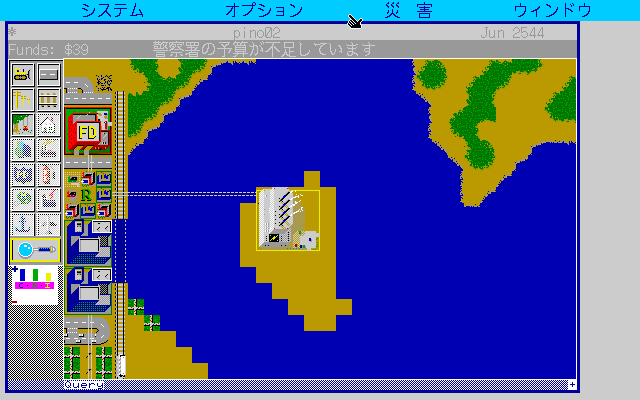 システム オプション 災 害 ウィンドウ
pino02 Jun 2544
Funds: $39 警察署の予算が不足しています
FD
R
Query